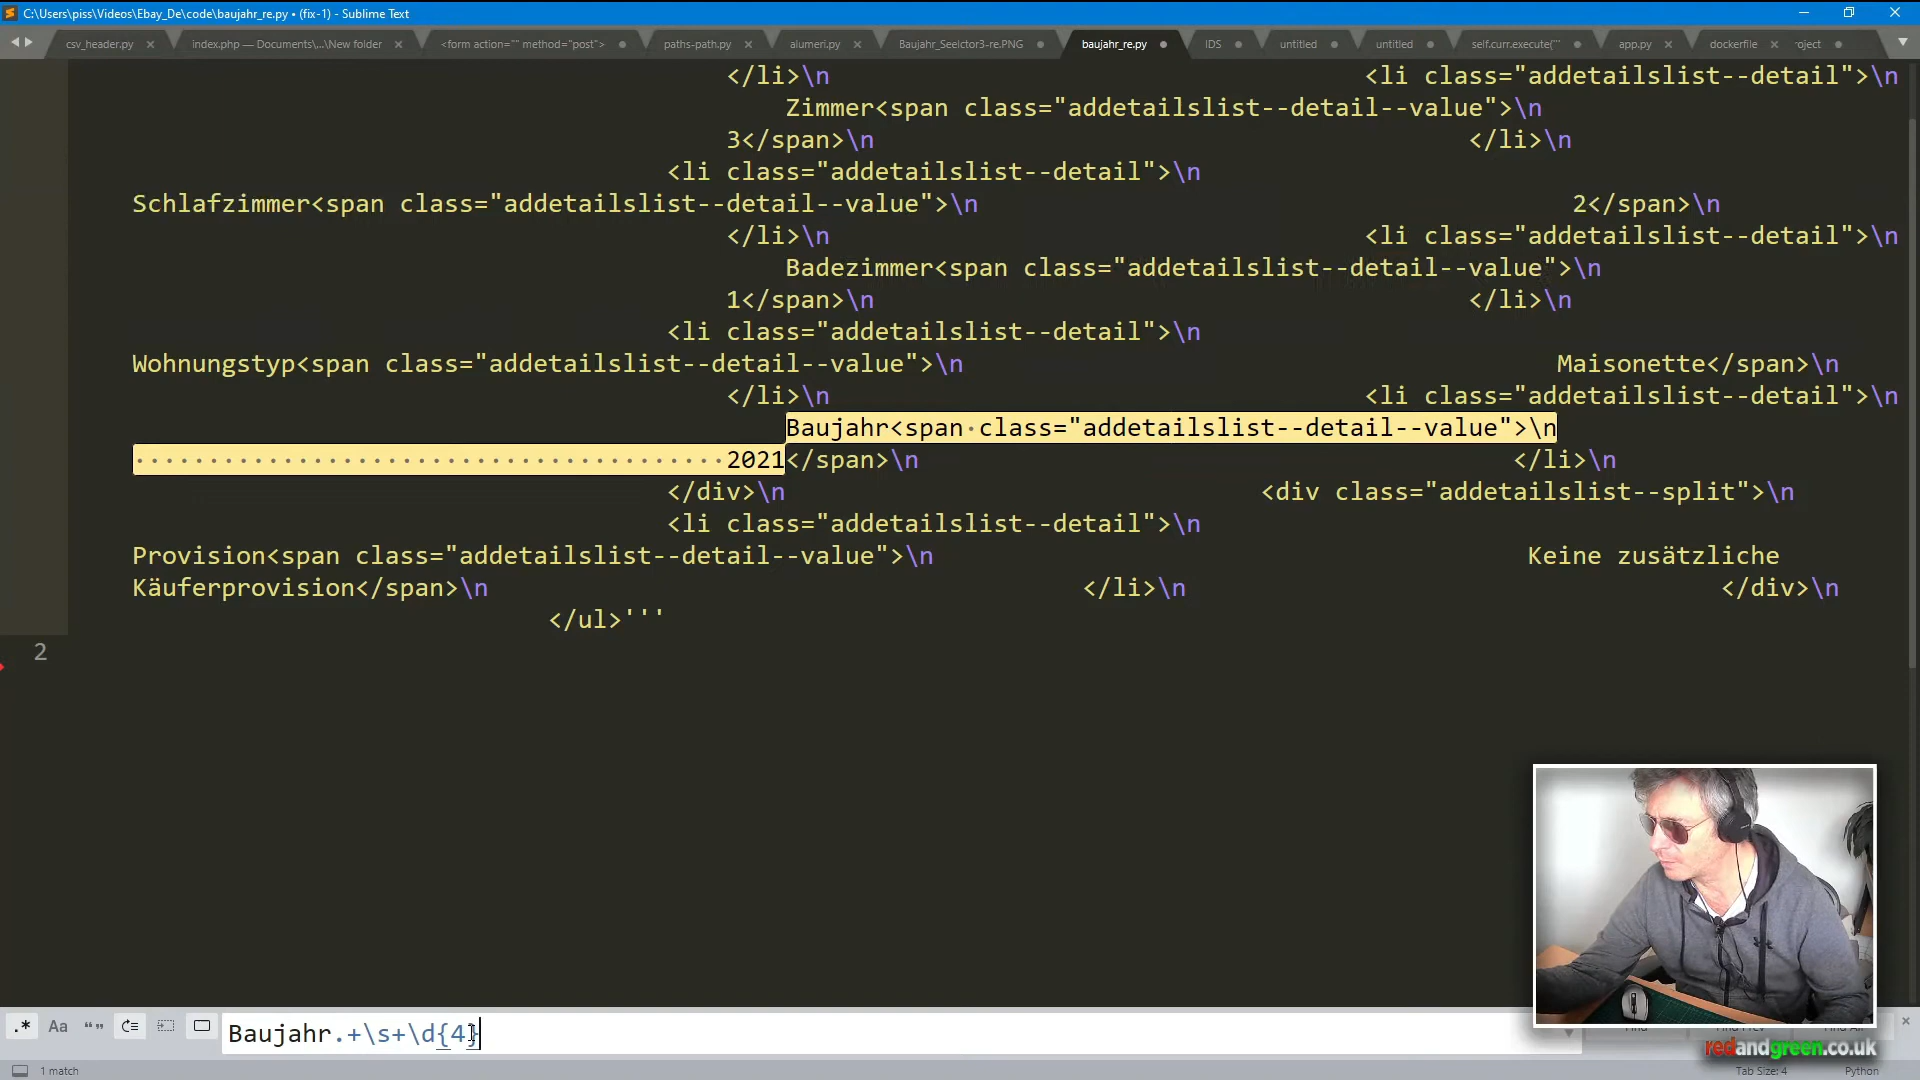 C:\Users\piss\Videos\Ebay_De\code\baujahr_re.py • (fix-1) - Sublime Text
csv_header.py
index.php — Documents\...\New folder
<form action="" method="post">
paths-path.py
alumeri.py
Baujahr_Seelctor3-re.PNG
baujahr_re.py
IDS
untitled
untitled
self.curr.execute('''
app.py
dockerfile
roject
</li>\n <li class="addetailslist--detail">\n
Zimmer<span class="addetailslist--detail--value">\n
3</span>\n </li>\n
<li class="addetailslist--detail">\n
Schlafzimmer<span class="addetailslist--detail--value">\n 2</span>\n
</li>\n <li class="addetailslist--detail">\n
Badezimmer<span class="addetailslist--detail--value">\n
1</span>\n </li>\n
<li class="addetailslist--detail">\n
Wohnungstyp<span class="addetailslist--detail--value">\n Maisonette</span>\n
</li>\n <li class="addetailslist--detail">\n
Baujahr<span class="addetailslist--detail--value">\n
2021</span>\n </li>\n
</div>\n <div class="addetailslist--split">\n
<li class="addetailslist--detail">\n
Provision<span class="addetailslist--detail--value">\n Keine zusätzliche
Käuferprovision</span>\n </li>\n </div>\n
</ul>'''
2
.* Aa “” Baujahr.+\s+\d{4}
redandgreen.co.uk
1 match
Tab Size: 4
Python